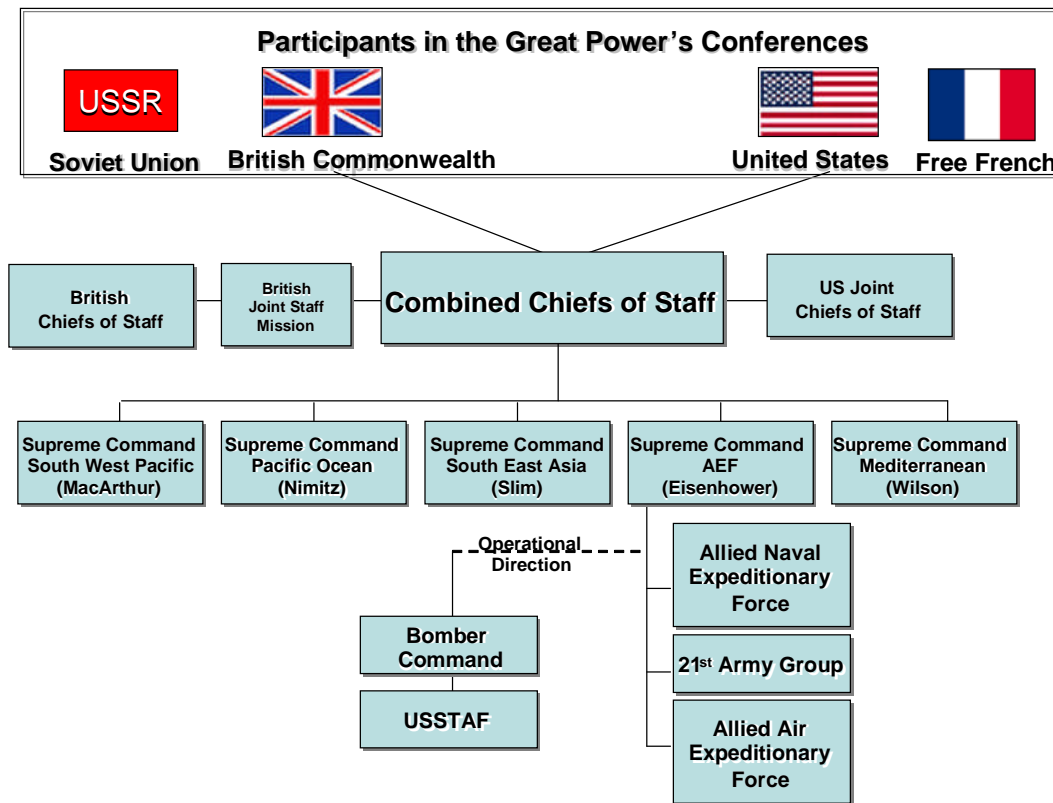 Participants in the Great Power's Conferences
USSR
Soviet Union
British Commonwealth
United States
Free French
British
Chiefs of Staff
British
Joint Staff
Mission
Combined Chiefs of Staff
US Joint
Chiefs of Staff
Supreme Command
South West Pacific
(MacArthur)
Supreme Command
Pacific Ocean
(Nimitz)
Supreme Command
South East Asia
(Slim)
Supreme Command
AEF
(Eisenhower)
Supreme Command
Mediterranean
(Wilson)
Operational
Direction
Bomber
Command
USSTAF
Allied Naval
Expeditionary
Force
21st Army Group
Allied Air
Expeditionary
Force